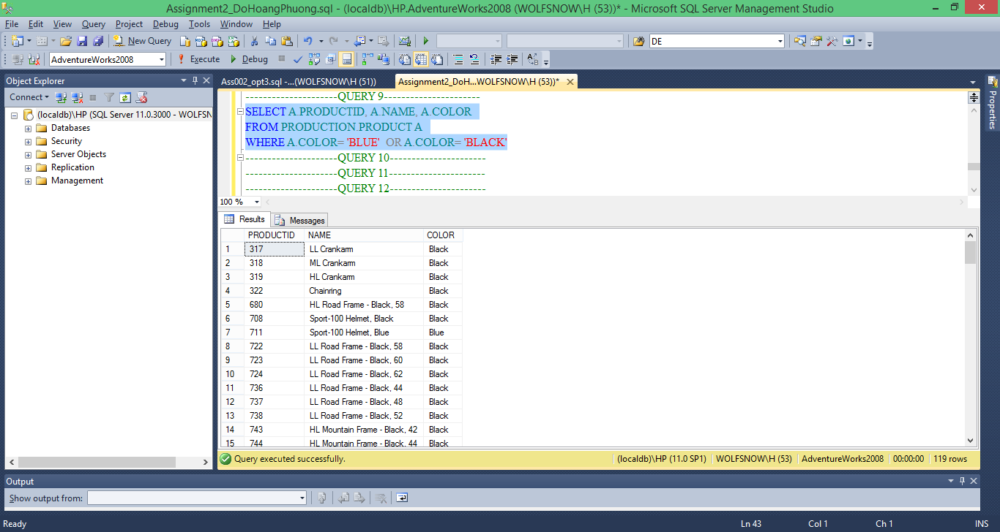 Assignment2_DoHoangPhuong.sql - (localdb)\HP.AdventureWorks2008 (WOLFSNOW\H (53))* - Microsoft SQL Server Management Studio
File Edit View Query Project Debug Tools Window Help
New Query DE
AdventureWorks2008 Execute Debug
Object Explorer
Connect
(localdb)\HP (SQL Server 11.0.3000 - WOLFSN
Databases
Security
Server Objects
Replication
Management
Ass002_opt3.sql -...(WOLFSNOW\H (51)) Assignment2_DoH...WOLFSNOW\H (53))*
---------------------QUERY 9----------------------
SELECT A.PRODUCTID, A.NAME, A.COLOR
FROM PRODUCTION.PRODUCT A
WHERE A.COLOR= 'BLUE' OR A.COLOR= 'BLACK'
---------------------QUERY 10----------------------
---------------------QUERY 11----------------------
---------------------QUERY 12----------------------
100 %
Results Messages
PRODUCTID NAME COLOR
1 317 LL Crankarm Black
2 318 ML Crankarm Black
3 319 HL Crankarm Black
4 322 Chainring Black
5 680 HL Road Frame - Black, 58 Black
6 708 Sport-100 Helmet, Black Black
7 711 Sport-100 Helmet, Blue Blue
8 722 LL Road Frame - Black, 58 Black
9 723 LL Road Frame - Black, 60 Black
10 724 LL Road Frame - Black, 62 Black
11 736 LL Road Frame - Black, 44 Black
12 737 LL Road Frame - Black, 48 Black
13 738 LL Road Frame - Black, 52 Black
14 743 HL Mountain Frame - Black, 42 Black
15 744 HL Mountain Frame - Black, 44 Black
Query executed successfully. (localdb)\HP (11.0 SP1) WOLFSNOW\H (53) AdventureWorks2008 00:00:00 119 rows
Properties
Output
Show output from:
Ready Ln 43 Col 1 Ch 1 INS